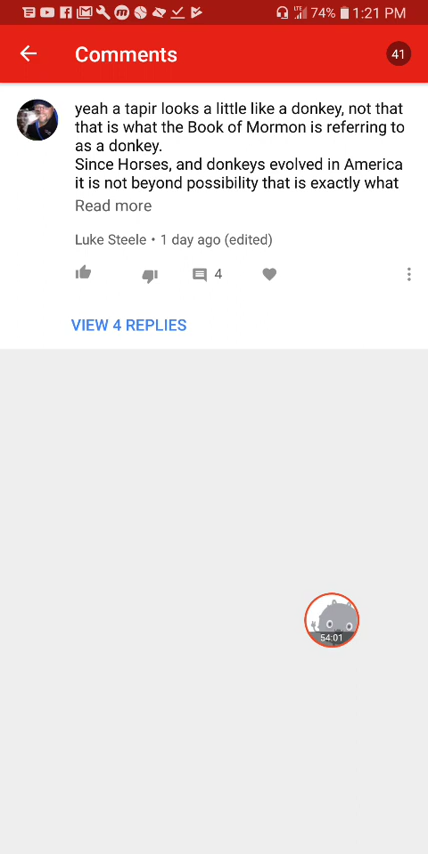 74% 1:21 PM
Comments
41
yeah a tapir looks a little like a donkey, not that
that is what the Book of Mormon is referring to
as a donkey.
Since Horses, and donkeys evolved in America
it is not beyond possibility that is exactly what
Read more
Luke Steele • 1 day ago (edited)
4
VIEW 4 REPLIES
54:01